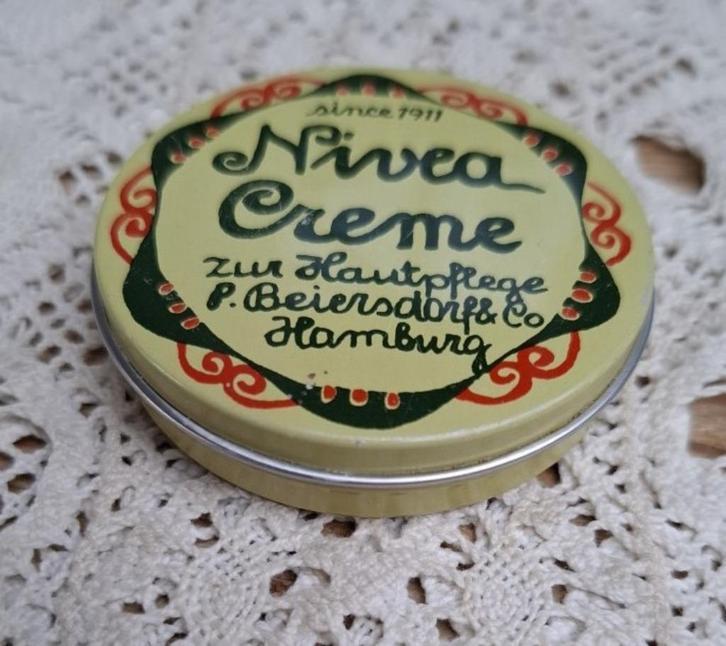 since 1911
Nivea
Creme
zur Hautpflege
P. Beiersdorf & Co
Hamburg